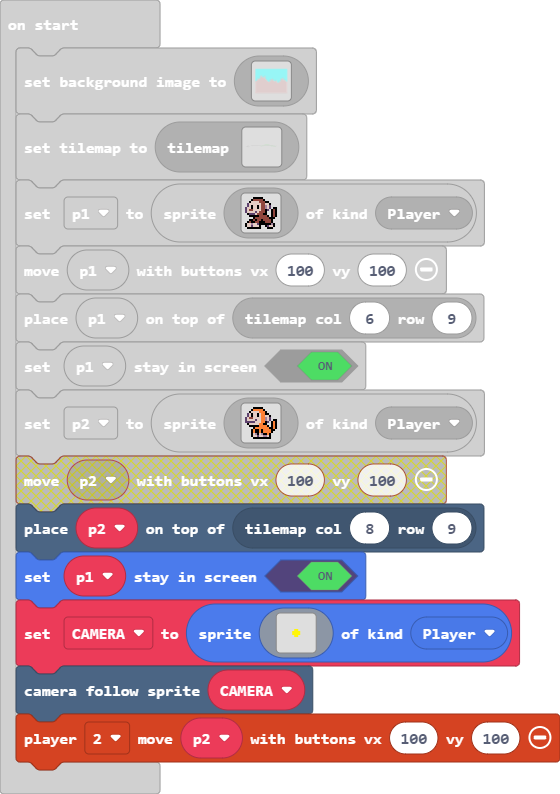 on start
set background image to
set tilemap to tilemap
set p1 to sprite of kind Player
move p1 with buttons vx 100 vy 100
place p1 on top of tilemap col 6 row 9
set p1 stay in screen ON
set p2 to sprite of kind Player
move p2 with buttons vx 100 vy 100
place p2 on top of tilemap col 8 row 9
set p1 stay in screen ON
set CAMERA to sprite of kind Player
camera follow sprite CAMERA
player 2 move p2 with buttons vx 100 vy 100